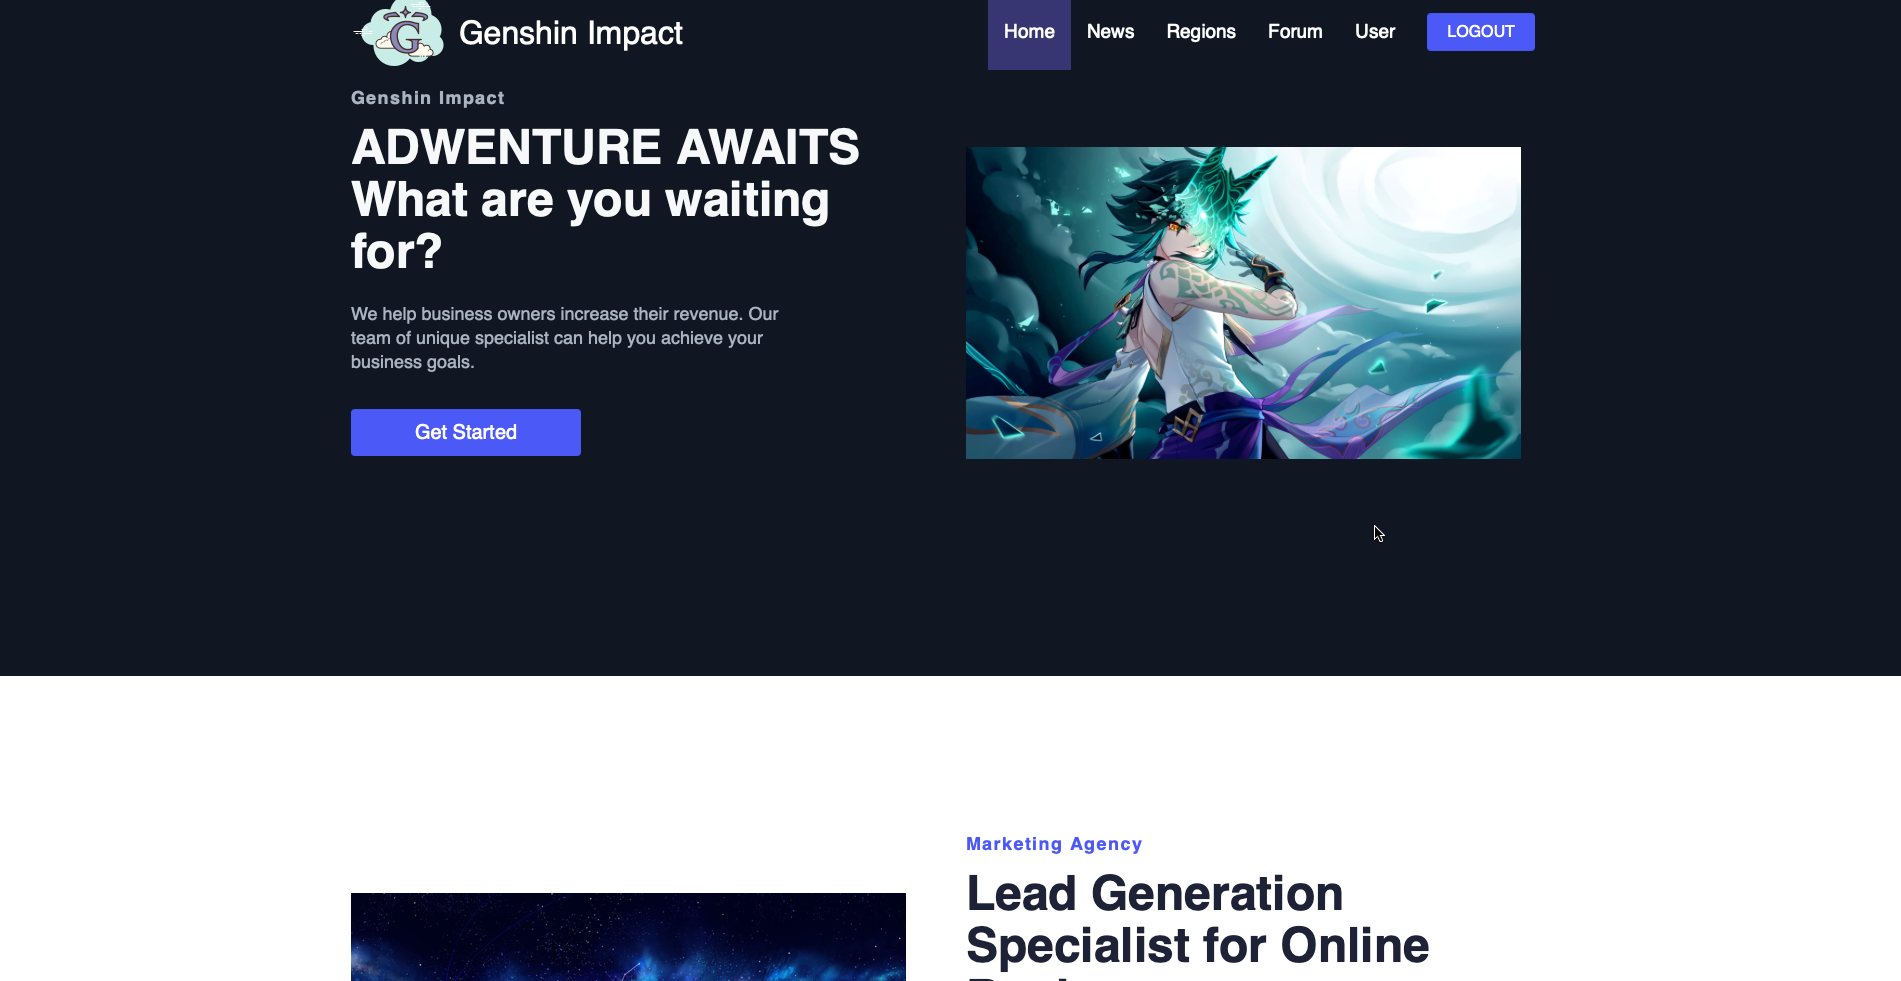 G
Genshin Impact
Home News Regions Forum User LOGOUT
Genshin Impact
ADWENTURE AWAITS
What are you waiting
for?
We help business owners increase their revenue. Our
team of unique specialist can help you achieve your
business goals.
Get Started
Marketing Agency
Lead Generation
Specialist for Online